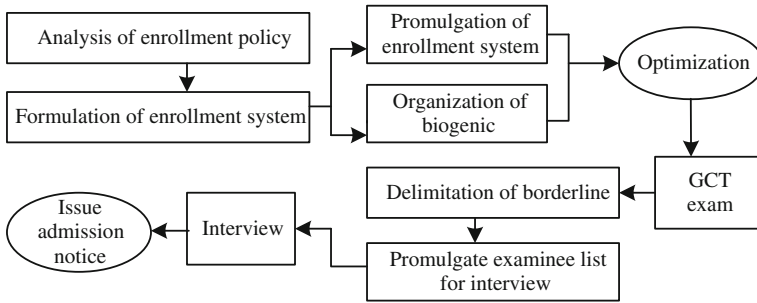 Analysis of enrollment policy
Formulation of enrollment system
Promulgation of
enrollment system
Organization of
biogenic
Optimization
GCT
exam
Delimitation of borderline
Promulgate examinee list
for interview
Interview
Issue
admission
notice